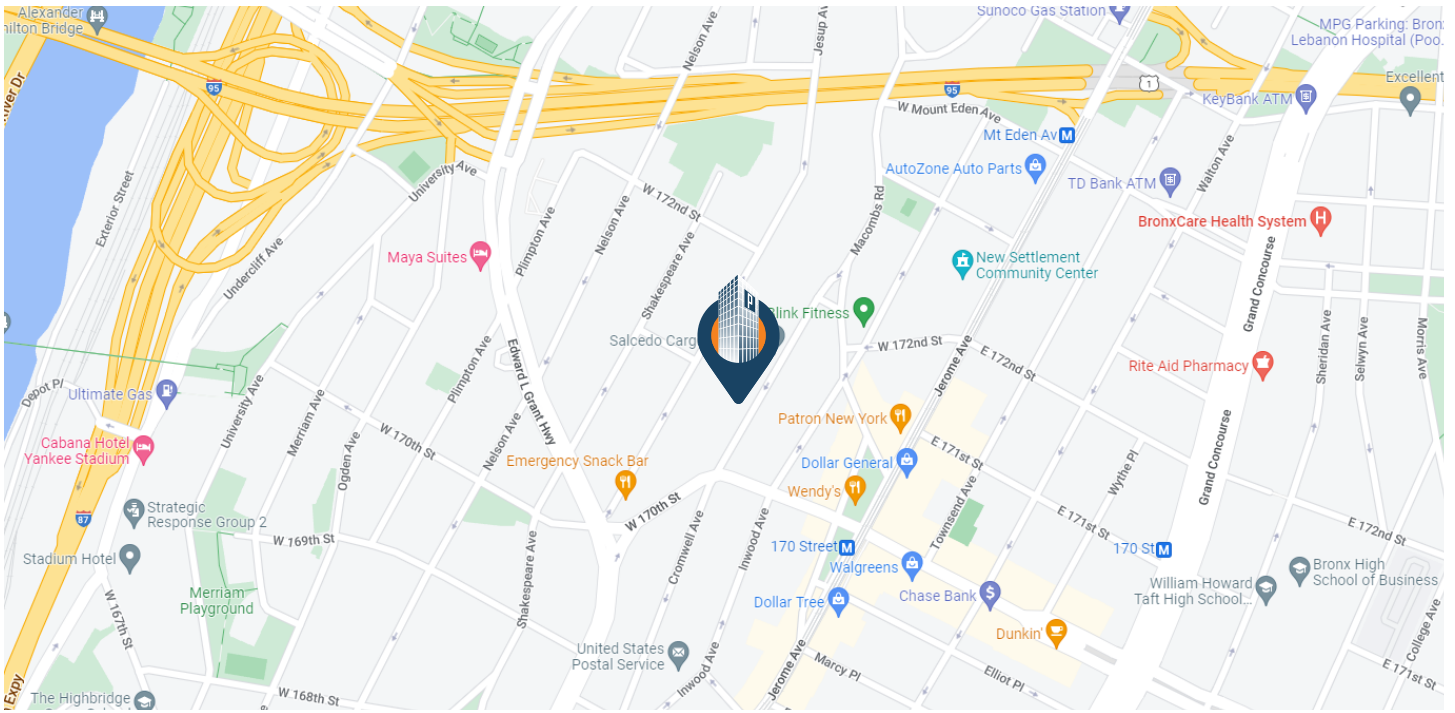 Alexander
milton Bridge
Nelson Ave
Jesup Av
Sunoco Gas Station
MPG Parking: Bron
Lebanon Hospital (Poo..
River Dr
95
95
1
Excellent
KeyBank ATM
W Mount Eden Ave
Mt Eden Av
M
University Ave
AutoZone Auto Parts
Walton Ave
TD Bank ATM
Exterior Street
W 172nd St
Macombs Rd
BronxCare Health System
H
Plimpton Ave
Nelson Ave
Undercliff Ave
Maya Suites
Shakespeare Ave
New Settlement
Community Center
Grand Concourse
P
Blink Fitness
Salcedo Carg
W 172nd St
E 172nd St
Jerome Ave
Sheridan Ave
Selwyn Ave
Morris Ave
Rite Aid Pharmacy
Depot Pl
Ultimate Gas
Plimpton Ave
Edward L Grant Hwy
University Ave
Merriam Ave
Patron New York
Cabana Hotel
Yankee Stadium
W 170th St
Nelson Ave
Ogden Ave
Emergency Snack Bar
Dollar General
E 171st St
Wythe Pl
Grand Concourse
Wendy's
87
Strategic
Response Group 2
W 170th St
Townsend Ave
E 171st St
E 172nd St
W 169th St
Stadium Hotel
Shakespeare Ave
Cromwell Ave
Inwood Ave
170 Street
M
170 St
M
Walgreens
Bronx High
School of Business
William Howard
Taft High School...
Merriam
Playground
Chase Bank
$
Dollar Tree
W 167th St
Dunkin'
College Ave
United States
Postal Service
Marcy Pl
Elliot Pl
E 171st St
Inwood Ave
Jerome Ave
Expy
The Highbridge
W 168th St